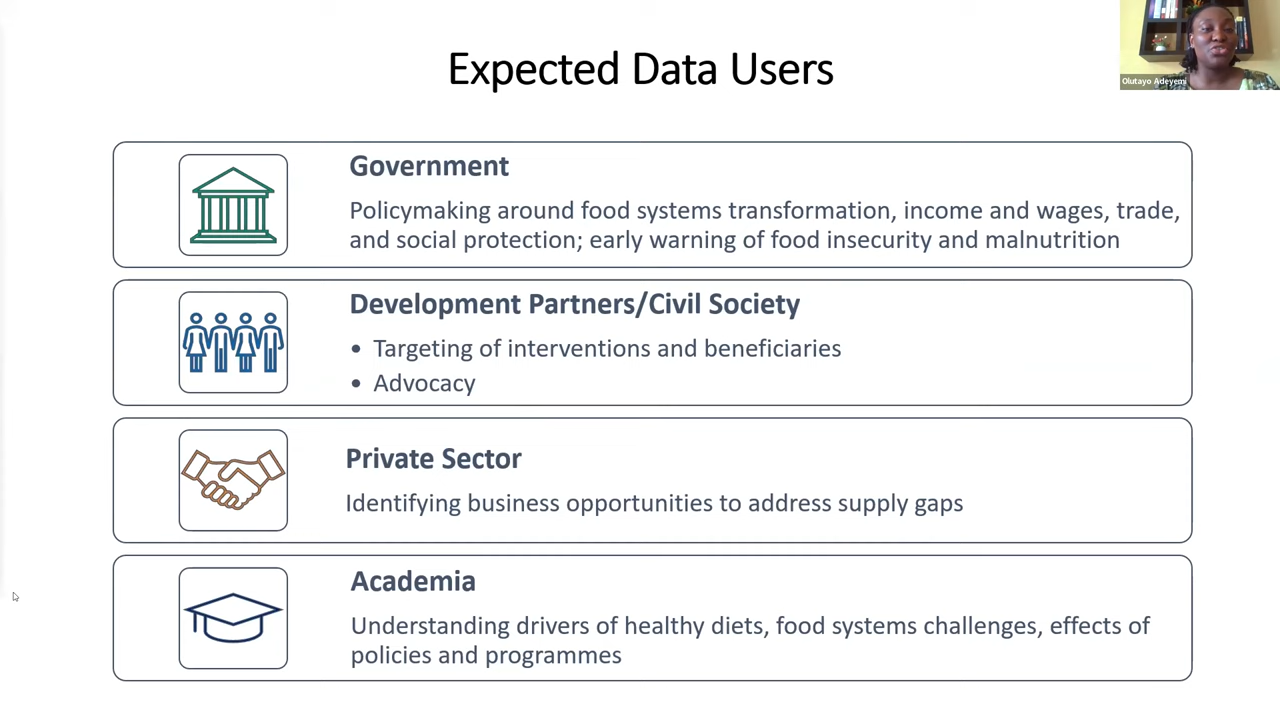 Expected Data Users
Olutayo Adeyemi
Government
Policymaking around food systems transformation, income and wages, trade,
and social protection; early warning of food insecurity and malnutrition
Development Partners/Civil Society
• Targeting of interventions and beneficiaries
• Advocacy
Private Sector
Identifying business opportunities to address supply gaps
Academia
Understanding drivers of healthy diets, food systems challenges, effects of
policies and programmes